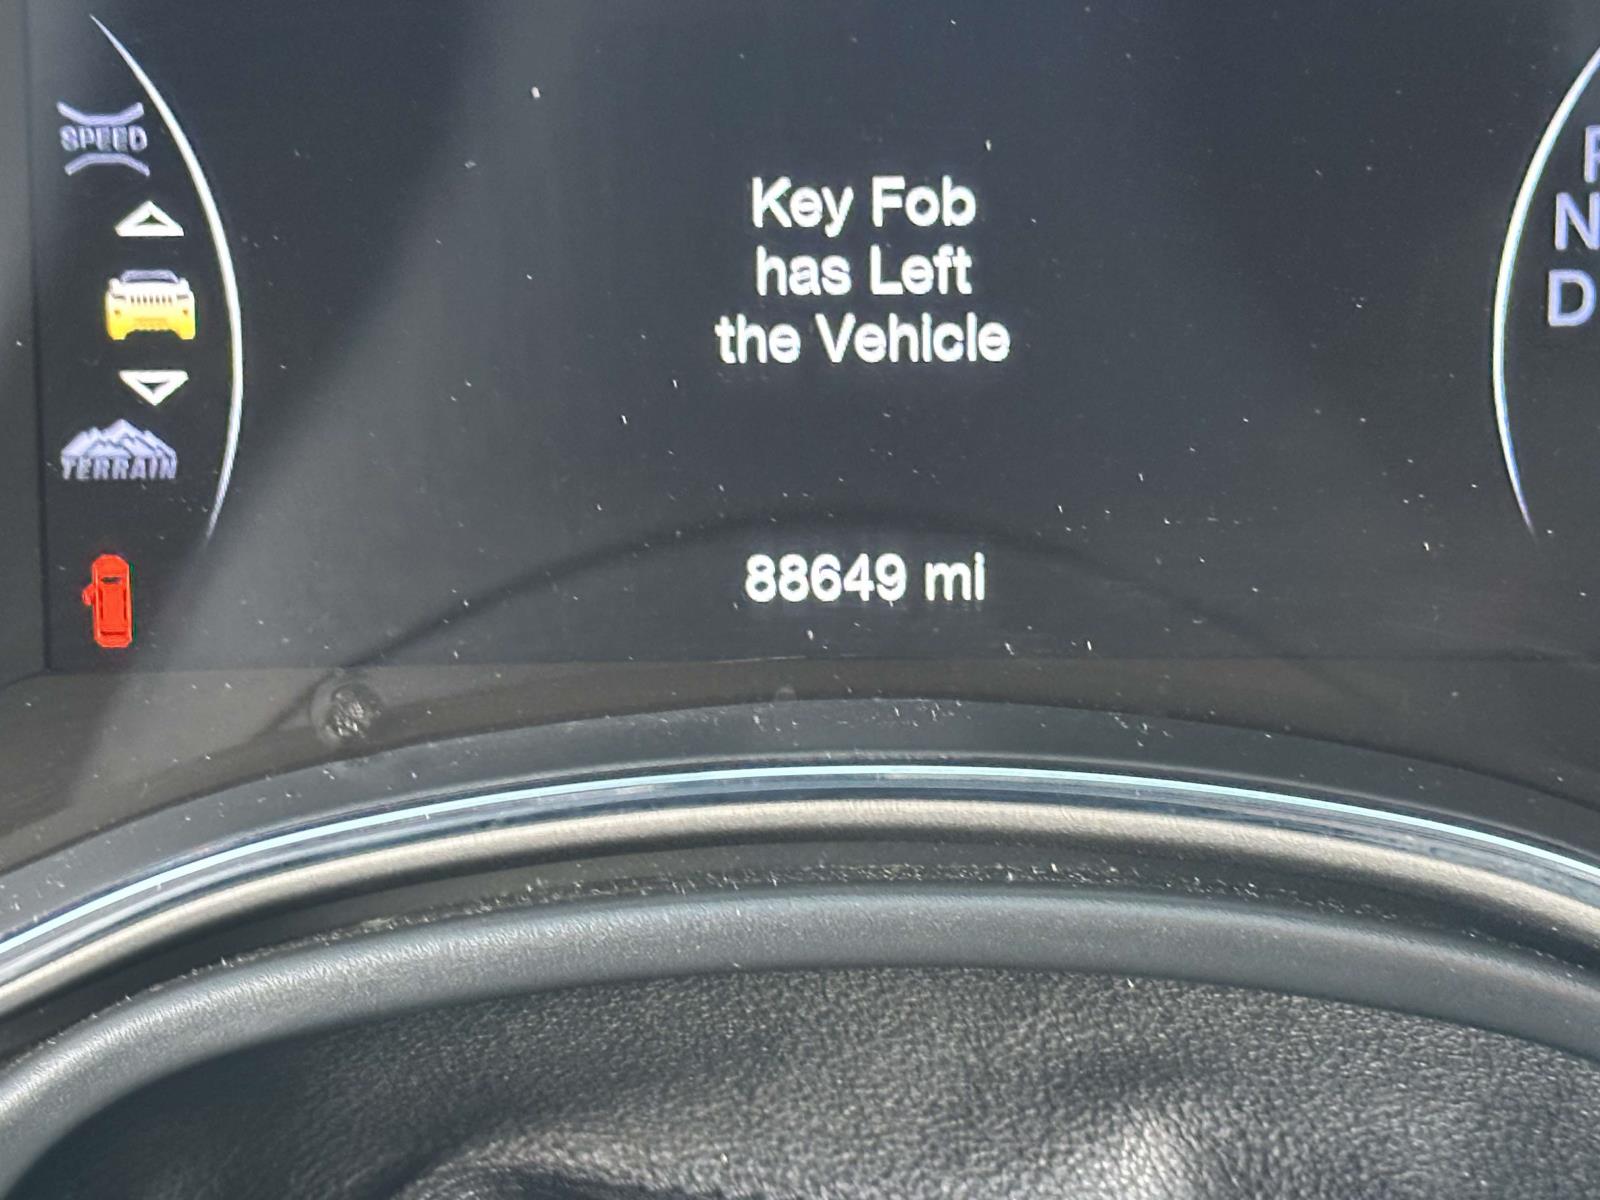 SPEED
Key Fob
has Left
the Vehicle
N
D
TERRAIN
88649 mi